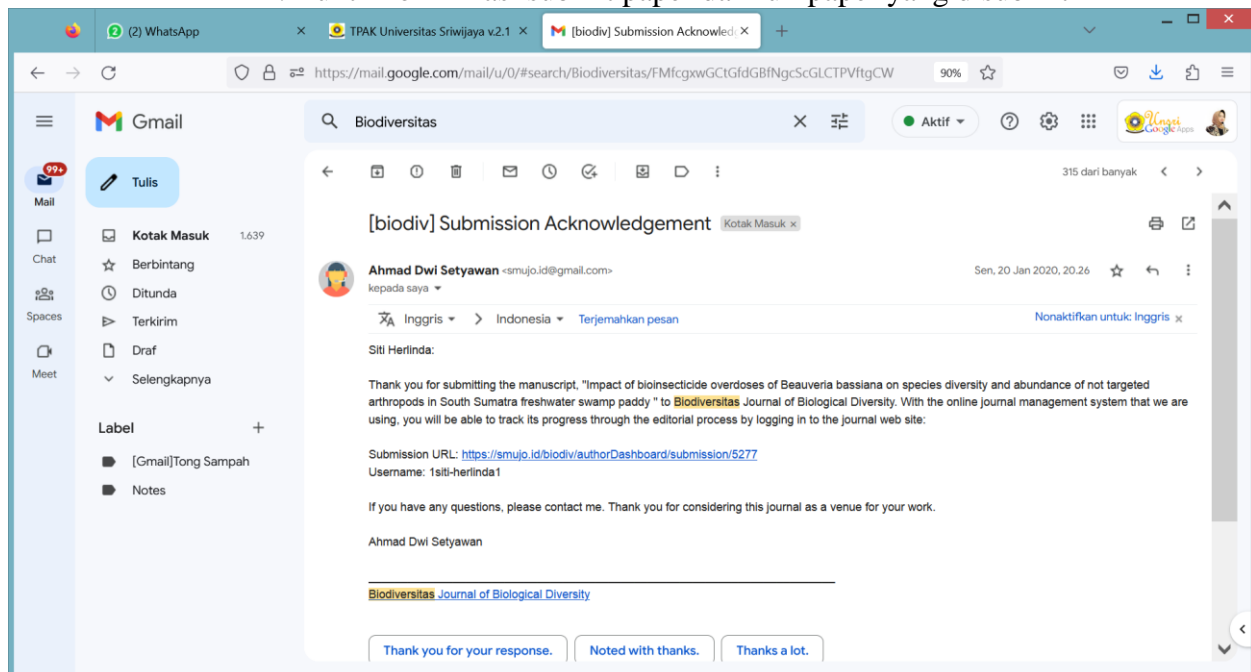 (2) WhatsApp
TPAK Universitas Sriwijaya v.2.1
[biodiv] Submission Acknowled
https://mail.google.com/mail/u/0/#search/Biodiversitas/FMfcgxwGCtGfdGBfNgcScGLCTPVftgCW
90%
Gmail
Biodiversitas
Aktif
Unsri
Google Apps
99+
Mail
Chat
Spaces
Meet
Tulis
Kotak Masuk 1.639
Berbintang
Ditunda
Terkirim
Draf
Selengkapnya
Label
[Gmail]Tong Sampah
Notes
315 dari banyak
[biodiv] Submission Acknowledgement Kotak Masuk ×
Ahmad Dwi Setyawan <smujo.id@gmail.com> Sen, 20 Jan 2020, 20.26
kepada saya
Inggris > Indonesia Terjemahkan pesan Nonaktifkan untuk: Inggris ×
Siti Herlinda:
Thank you for submitting the manuscript, "Impact of bioinsecticide overdoses of Beauveria bassiana on species diversity and abundance of not targeted
arthropods in South Sumatra freshwater swamp paddy " to Biodiversitas Journal of Biological Diversity. With the online journal management system that we are
using, you will be able to track its progress through the editorial process by logging in to the journal web site:
Submission URL: https://smujo.id/biodiv/authorDashboard/submission/5277
Username: 1siti-herlinda1
If you have any questions, please contact me. Thank you for considering this journal as a venue for your work.
Ahmad Dwi Setyawan
Biodiversitas Journal of Biological Diversity
Thank you for your response.
Noted with thanks.
Thanks a lot.